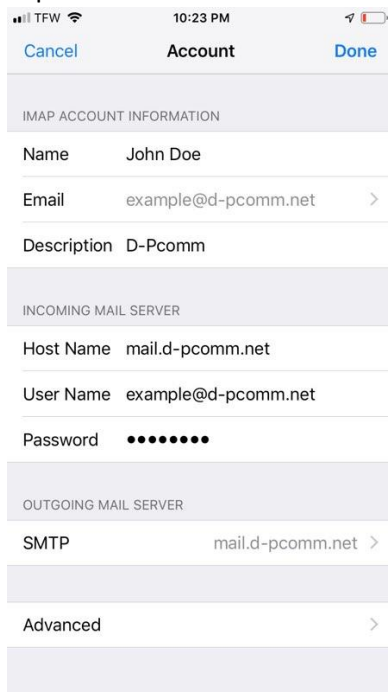 TFW 10:23 PM
Cancel Account Done
IMAP ACCOUNT INFORMATION
Name John Doe
Email example@d-pcomm.net
Description D-Pcomm
INCOMING MAIL SERVER
Host Name mail.d-pcomm.net
User Name example@d-pcomm.net
Password ●●●●●●●●
OUTGOING MAIL SERVER
SMTP mail.d-pcomm.net
Advanced